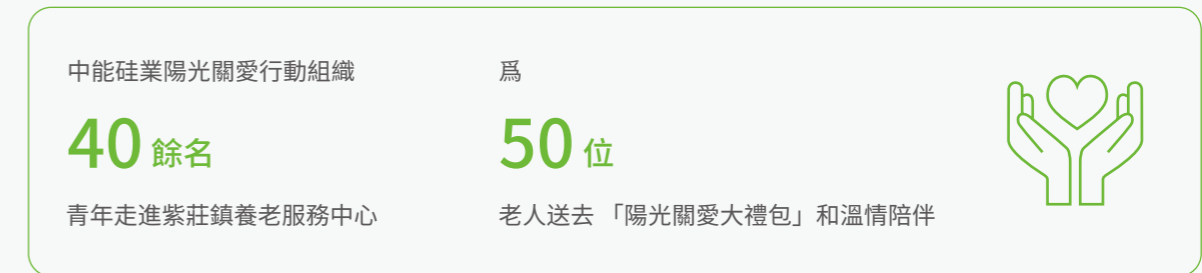 中能硅業陽光關愛行動組織
40 餘名
青年走進紫莊鎮養老服務中心
爲
50 位
老人送去 「陽光關愛大禮包」和溫情陪伴